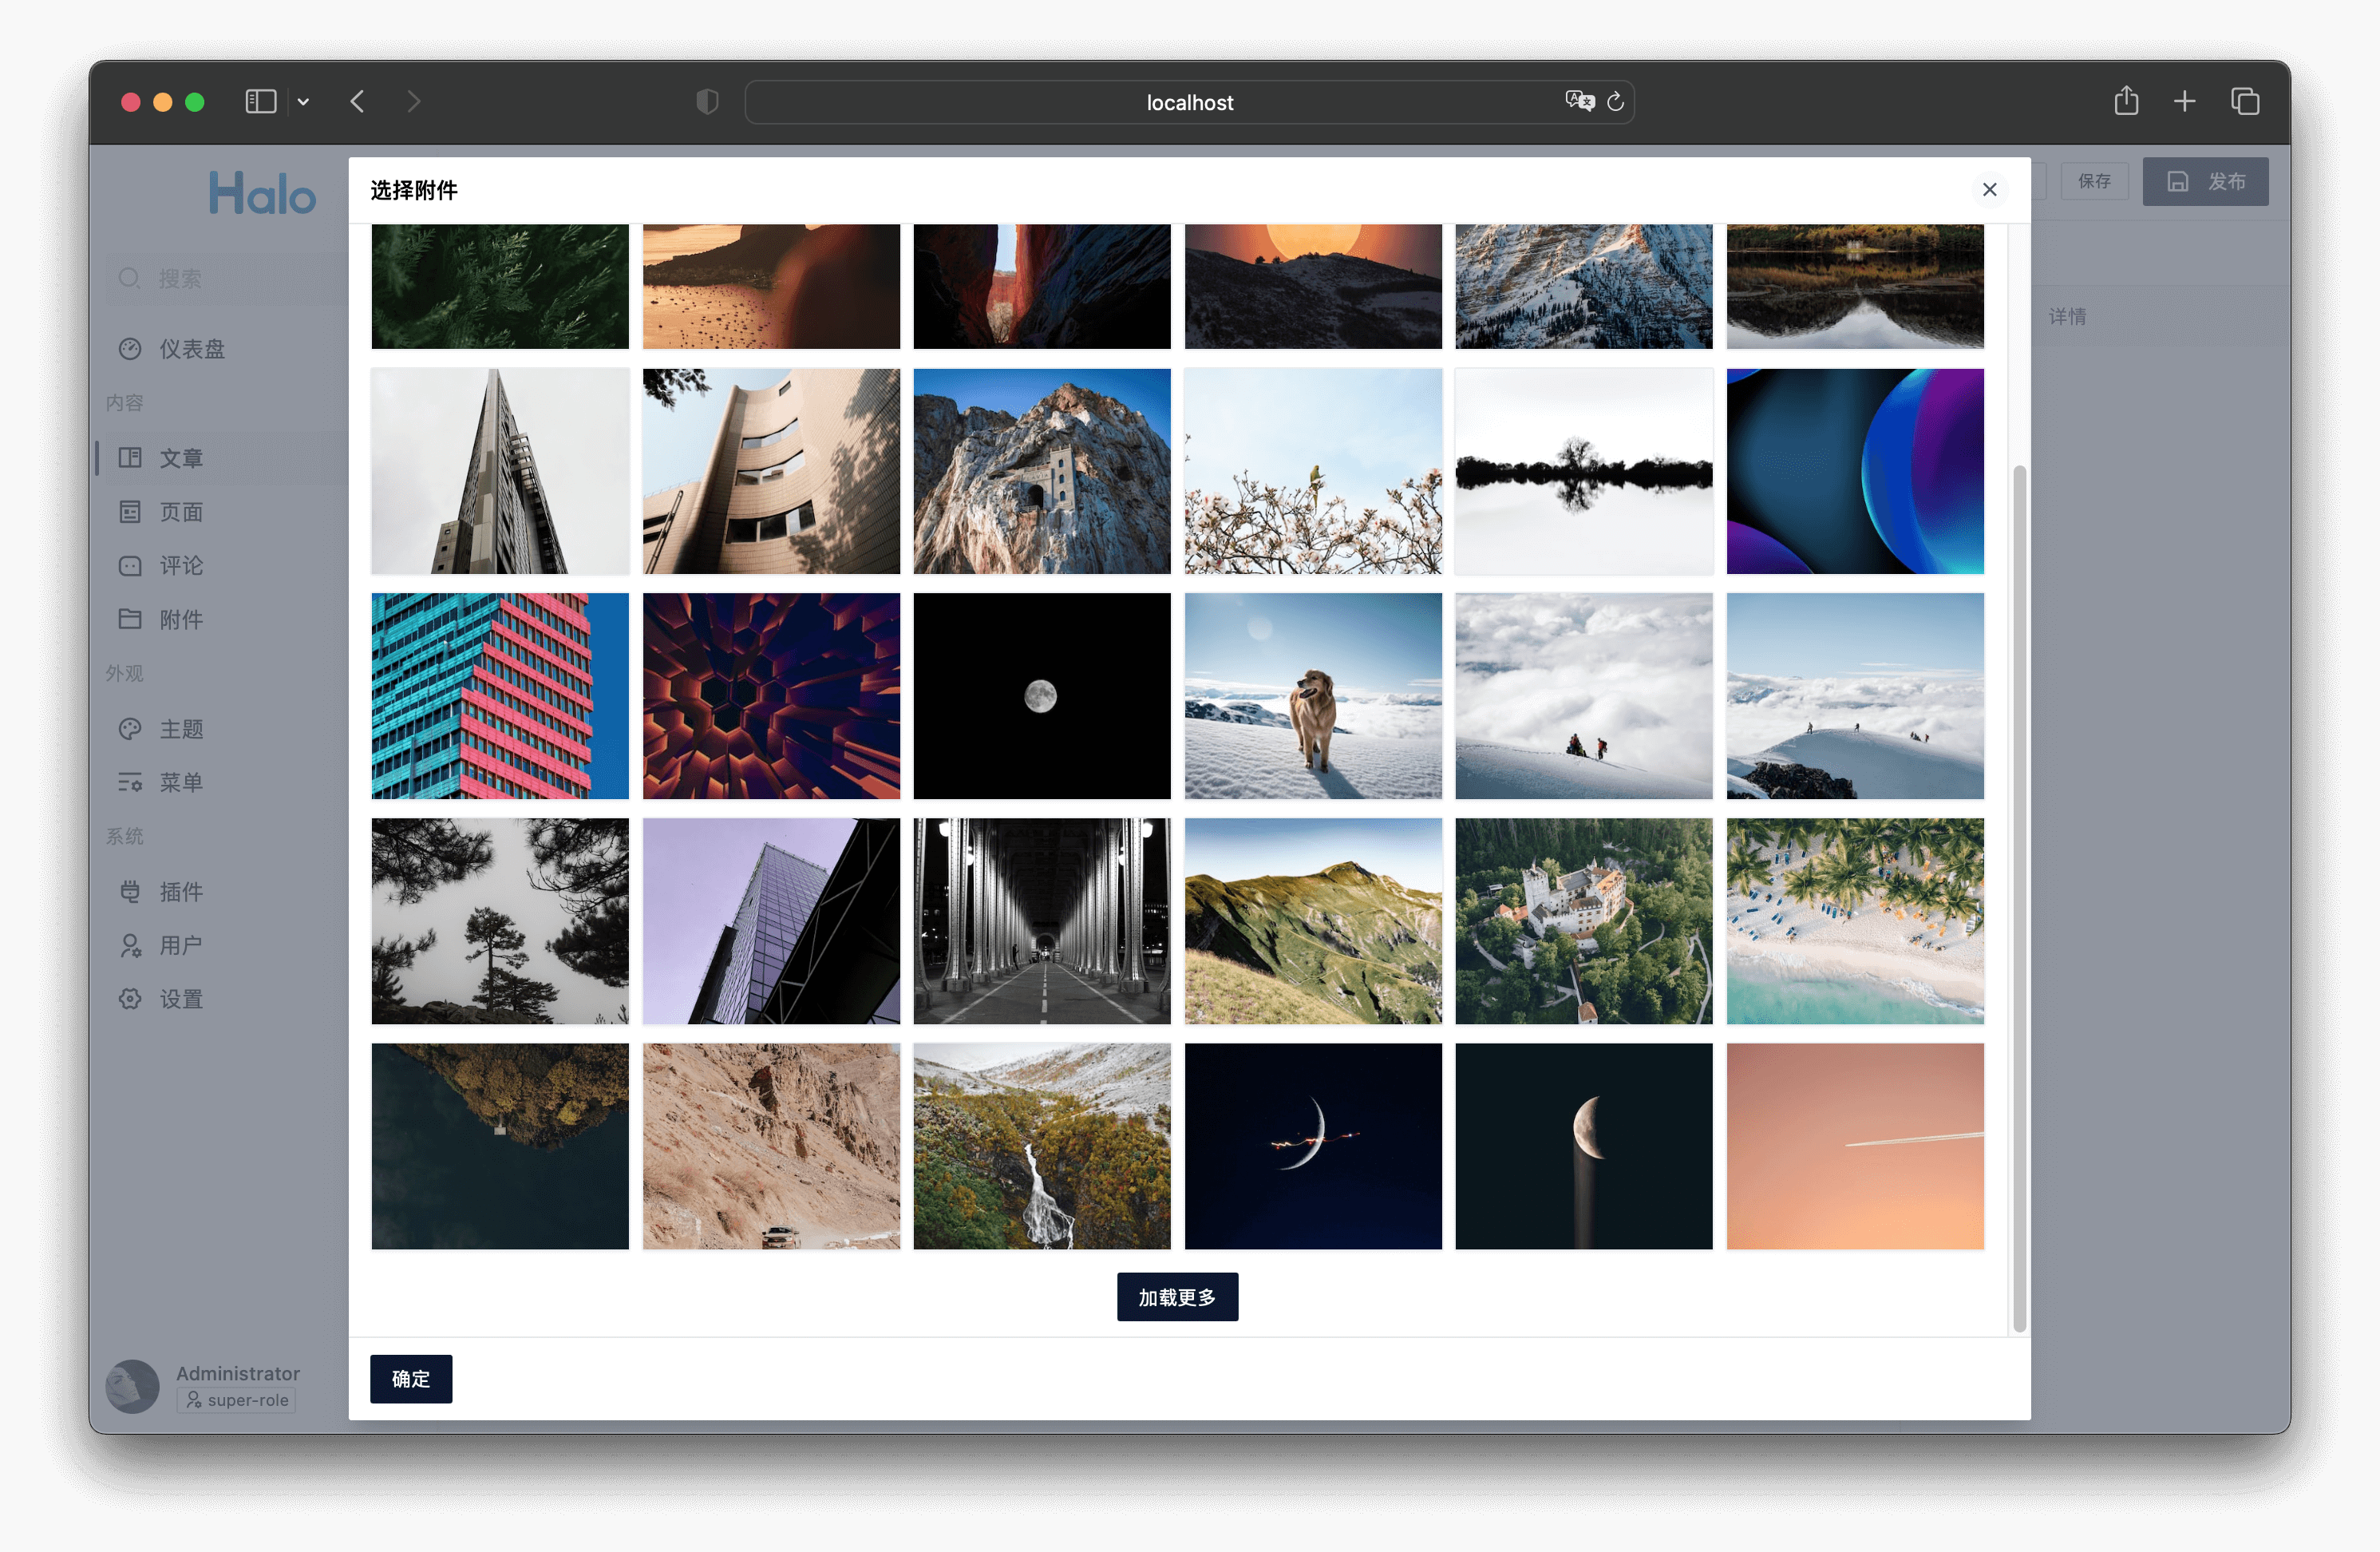 localhost
Halo
选择附件
保存
发布
搜索
详情
仪表盘
内容
文章
页面
评论
附件
外观
主题
菜单
系统
插件
用户
设置
加载更多
Administrator
super-role
确定